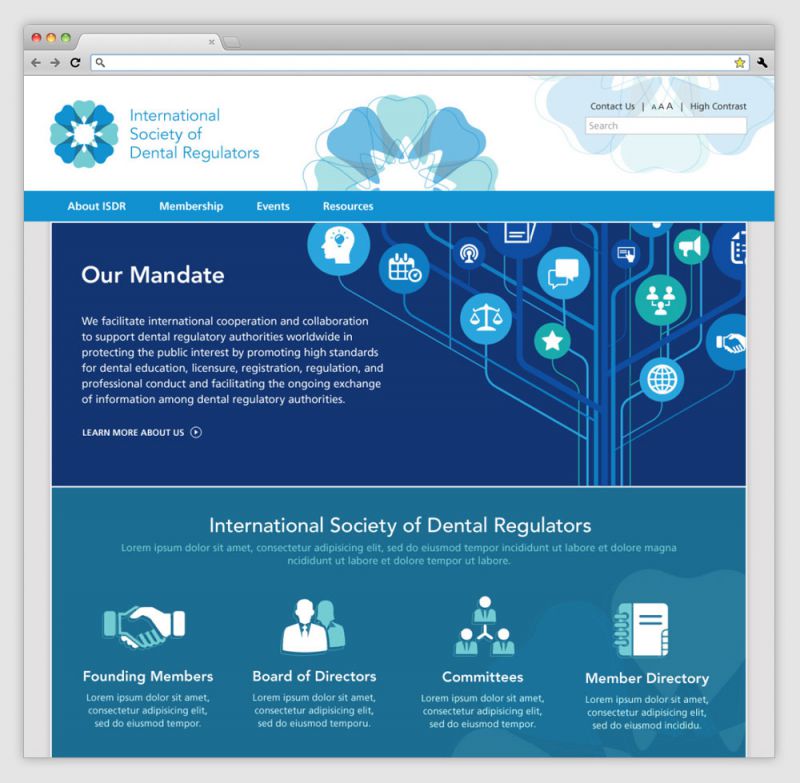 International
Society of
Dental Regulators
Contact Us | A A A | High Contrast
Search
About ISDR Membership Events Resources
Our Mandate
We facilitate international cooperation and collaboration
to support dental regulatory authorities worldwide in
protecting the public interest by promoting high standards
for dental education, licensure, registration, regulation, and
professional conduct and facilitating the ongoing exchange
of information among dental regulatory authorities.
LEARN MORE ABOUT US
International Society of Dental Regulators
Lorem ipsum dolor sit amet, consectetur adipisicing elit, sed do eiusmod tempor incididunt ut labore et dolore magna
ncididunt ut labore et dolore tempor ut labore.
Founding Members
Lorem ipsum dolor sit amet,
consectetur adipisicing elit,
sed do eiusmod tempor.
Board of Directors
Lorem ipsum dolor sit amet,
consectetur adipisicing elit,
sed do eiusmod temporu.
Committees
Lorem ipsum dolor sit amet,
consectetur adipisicing elit,
sed do eiusmod tempor.
Member Directory
Lorem ipsum dolor sit amet,
consectetur adipisicing elit,
sed do eiusmod incididu.